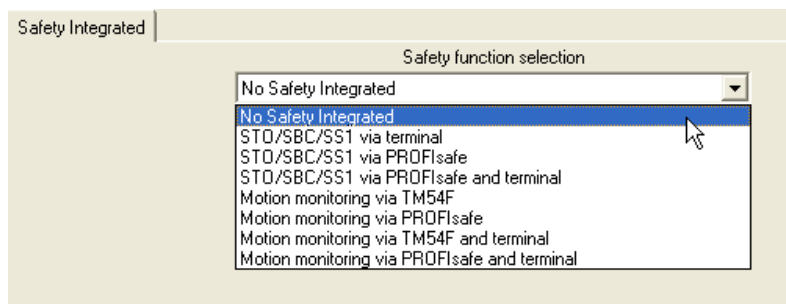 Safety Integrated
Safety function selection
No Safety Integrated
No Safety Integrated
STO/SBC/SS1 via terminal
STO/SBC/SS1 via PROFIsafe
STO/SBC/SS1 via PROFIsafe and terminal
Motion monitoring via TM54F
Motion monitoring via PROFIsafe
Motion monitoring via TM54F and terminal
Motion monitoring via PROFIsafe and terminal